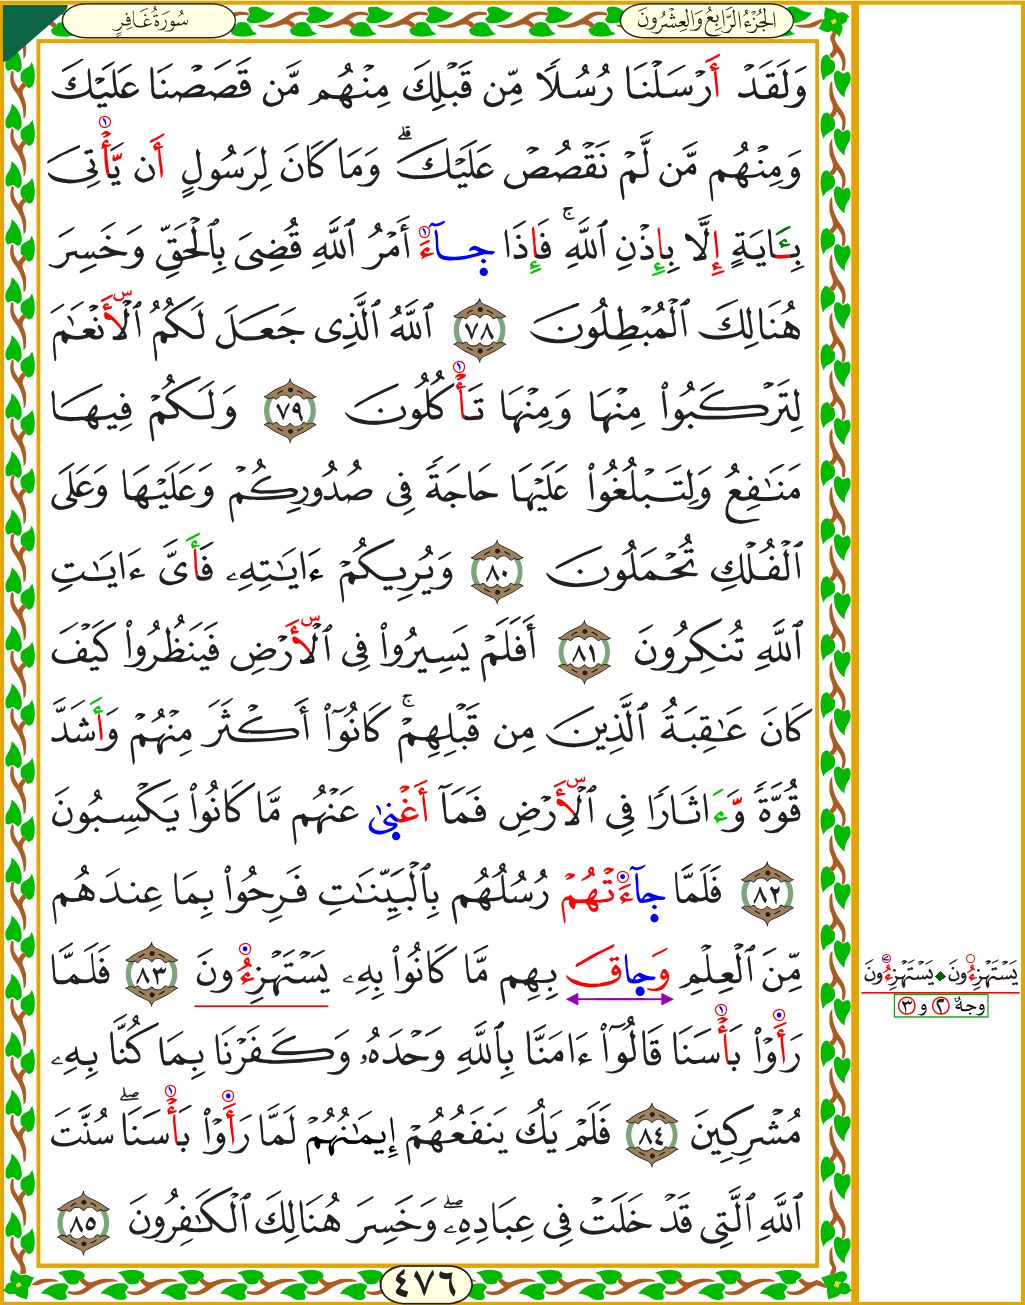 الجُزْءُ الرَّابِعُ وَالعِشْرُونَ
سُورَةُ غَافِرٍ
وَلَقَدْ أَرْسَلْنَا رُسُلًا مِّن قَبْلِكَ مِنْهُم مَّن قَصَصْنَا عَلَيْكَ
وَمِنْهُم مَّن لَّمْ نَقْصُصْ عَلَيْكَ ۗ وَمَا كَانَ لِرَسُولٍ أَن يَّأْتِىَ
بِـَٔايَةٍ إِلَّا بِإِذْنِ ٱللَّهِ ۚ فَإِذَا جَآءَ أَمْرُ ٱللَّهِ قُضِىَ بِٱلْحَقِّ وَخَسِرَ
هُنَالِكَ ٱلْمُبْطِلُونَ ٧٨ ٱللَّهُ ٱلَّذِى جَعَلَ لَكُمُ ٱلْأَنْعَٰمَ
لِتَرْكَبُوا۟ مِنْهَا وَمِنْهَا تَأْكُلُونَ ٧٩ وَلَكُمْ فِيهَا
مَنَٰفِعُ وَلِتَبْلُغُوا۟ عَلَيْهَا حَاجَةً فِى صُدُورِكُمْ وَعَلَيْهَا وَعَلَى
ٱلْفُلْكِ تُحْمَلُونَ ٨٠ وَيُرِيكُمْ ءَايَٰتِهِۦ فَأَىَّ ءَايَٰتِ
ٱللَّهِ تُنكِرُونَ ٨١ أَفَلَمْ يَسِيرُوا۟ فِى ٱلْأَرْضِ فَيَنظُرُوا۟ كَيْفَ
كَانَ عَٰقِبَةُ ٱلَّذِينَ مِن قَبْلِهِمْ ۚ كَانُوٓا۟ أَكْثَرَ مِنْهُمْ وَأَشَدَّ
قُوَّةً وَّءَاثَارًا فِى ٱلْأَرْضِ فَمَآ أَغْنِىٰ عَنْهُم مَّا كَانُوا۟ يَكْسِبُونَ
٨٢ فَلَمَّا جَآءَتْهُمْ رُسُلُهُم بِٱلْبَيِّنَٰتِ فَرِحُوا۟ بِمَا عِندَهُم
مِّنَ ٱلْعِلْمِ وَحَاقَ بِهِم مَّا كَانُوا۟ بِهِۦ يَسْتَهْزِءُونَ ٨٣ فَلَمَّا
يَسْتَهْزِءُونَ ◆ يَسْتَهْزِءُونَ
وجهُ ٢ و ٣
رَأَوْا۟ بَأْسَنَا قَالُوٓا۟ ءَامَنَّا بِٱللَّهِ وَحْدَهُۥ وَكَفَرْنَا بِمَا كُنَّا بِهِۦ
مُشْرِكِينَ ٨٤ فَلَمْ يَكُ يَنفَعُهُمْ إِيمَٰنُهُمْ لَمَّا رَأَوْا۟ بَأْسَنَا ۖ سُنَّتَ
ٱللَّهِ ٱلَّتِى قَدْ خَلَتْ فِى عِبَادِهِۦ ۖ وَخَسِرَ هُنَالِكَ ٱلْكَٰفِرُونَ ٨٥
٤٧٦